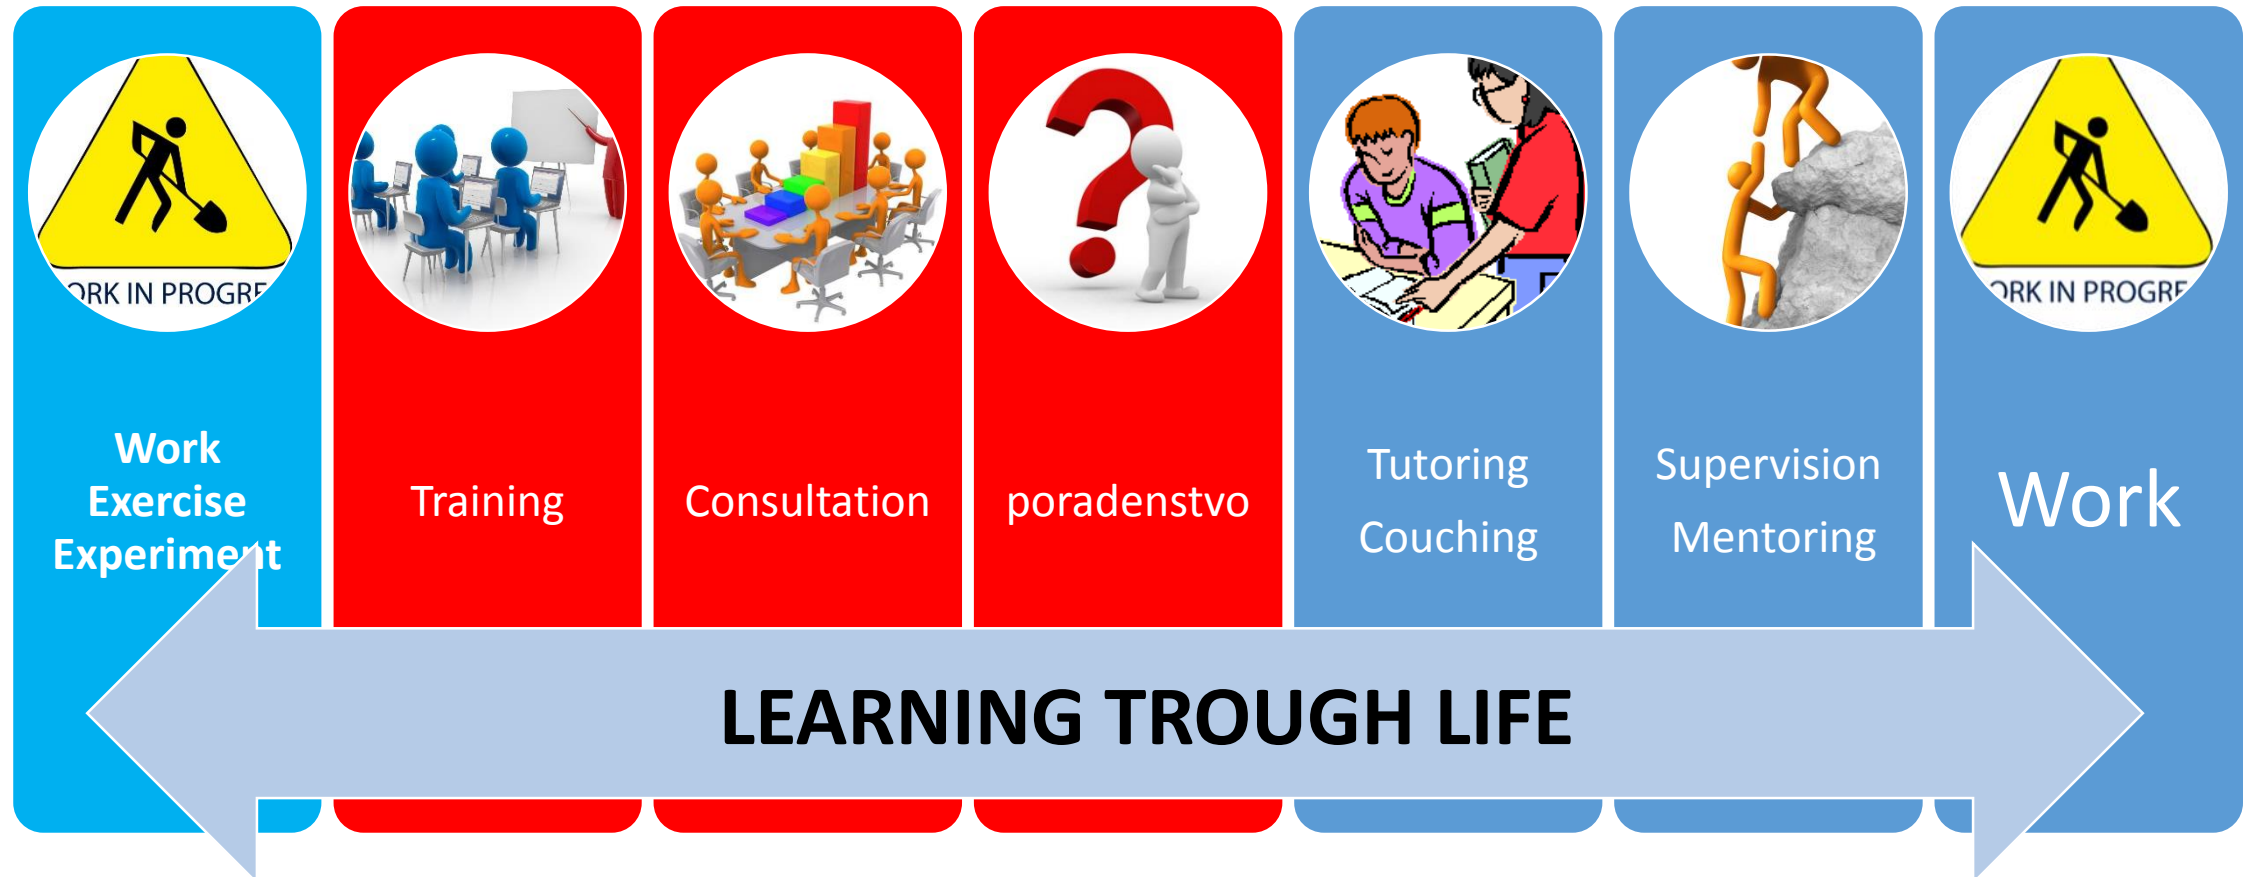 ORK IN PROGRE
Work
Exercise
Experiment
Training
Consultation
poradenstvo
Tutoring
Couching
Supervision
Mentoring
ORK IN PROGRE
Work
LEARNING TROUGH LIFE